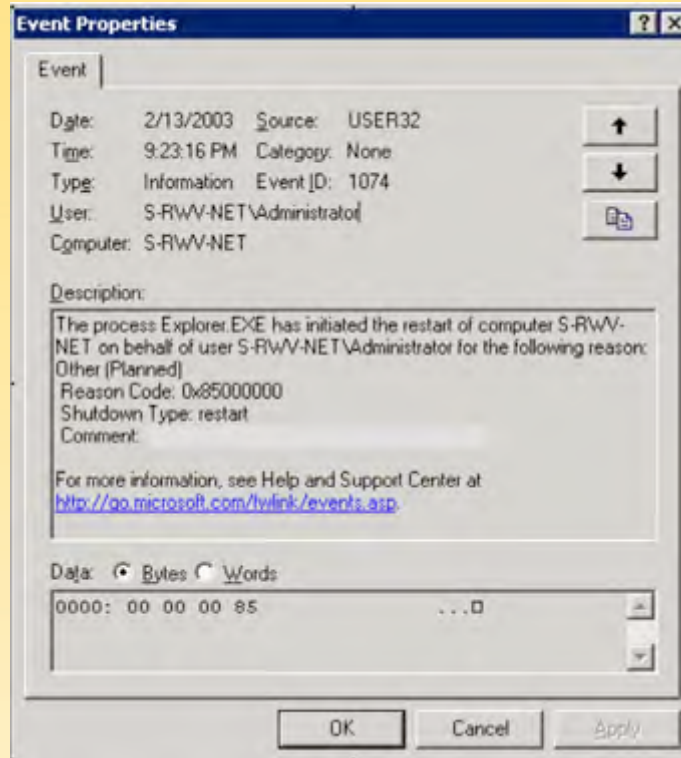 Event Properties
Event
Date: 2/13/2003 Source: USER32
Time: 9:23:16 PM Category: None
Type: Information Event ID: 1074
User: S-RWV-NET\Administrator
Computer: S-RWV-NET
Description:
The process Explorer.EXE has initiated the restart of computer S-RWV-
NET on behalf of user S-RWV-NET\Administrator for the following reason:
Other (Planned)
Reason Code: 0x85000000
Shutdown Type: restart
Comment:
For more information, see Help and Support Center at
http://go.microsoft.com/fwlink/events.asp.
Data: Bytes Words
0000: 00 00 00 85 ...□
OK Cancel Apply